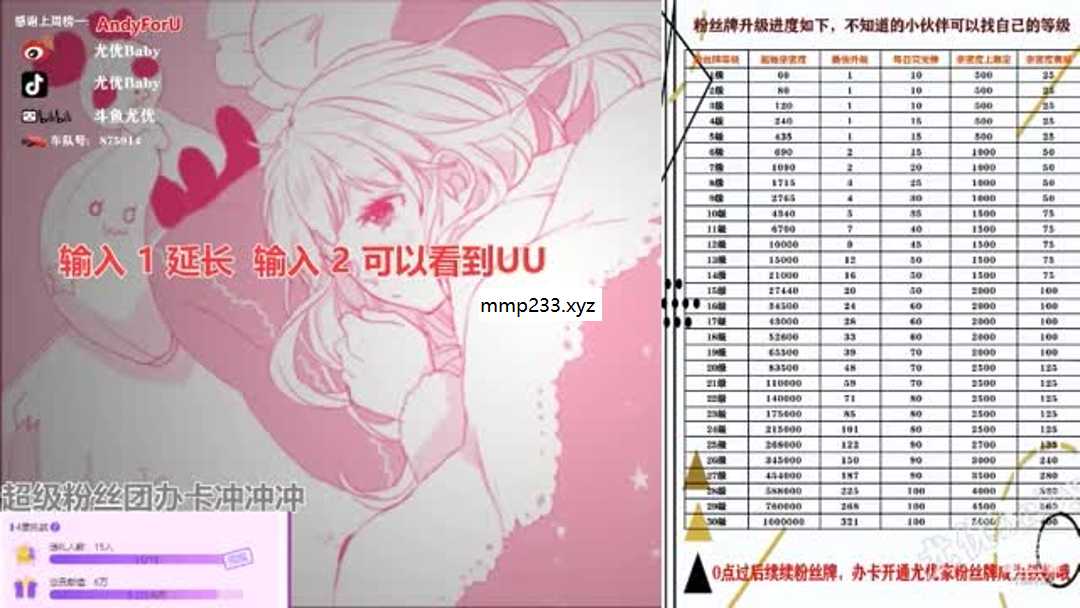 感谢上周榜一 AndyForU
尤优Baby
尤优Baby
bilibili 斗鱼尤优
车队号: 875914
输入 1 延长 输入 2 可以看到UU
mmp233.xyz
超级粉丝团办卡冲冲冲
送礼人数 15人
粉丝牌升级进度如下，不知道的小伙伴可以找自己的等级
1级 60 1 10 500 25
2级 80 1 10 500 25
3级 120 1 10 500 25
4级 240 1 15 500 25
5级 435 1 15 500 25
6级 690 2 15 1000 50
7级 1090 2 20 1000 50
8级 1715 4 25 1000 50
9级 2765 4 30 1000 50
10级 4340 5 35 1500 75
11级 6700 7 40 1500 75
12级 10000 9 45 1500 75
13级 15000 12 50 1500 75
14级 21000 16 50 1500 75
15级 27440 20 50 2000 100
16级 34500 24 60 2000 100
17级 43000 28 60 2000 100
18级 52600 33 60 2000 100
19级 65500 39 70 2000 100
20级 83500 48 70 2500 125
21级 110000 59 70 2500 125
22级 140000 71 80 2500 125
23级 175000 85 80 2500 125
24级 215000 101 80 2500 125
25级 268000 122 90 2700 135
26级 345000 150 90 3000 240
27级 454000 187 90 3500 280
28级 588000 225 100 4000
29级 760000 268 100 4500
30级 1000000 321 100
0点过后续续粉丝牌，办卡开通尤优家粉丝牌成为